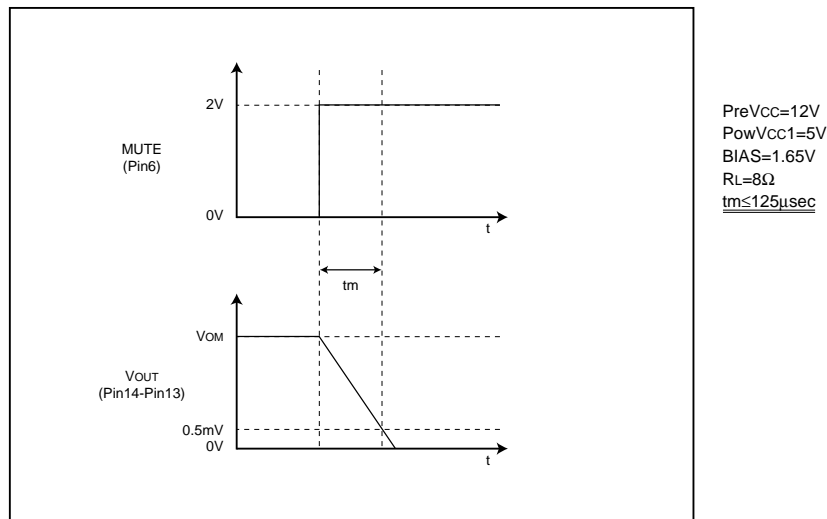 2V
MUTE
(Pin6)
0V
t
tm
VOM
VOUT
(Pin14-Pin13)
0.5mV
0V
t
PreVCC=12V
PowVCC1=5V
BIAS=1.65V
RL=8Ω
tm≤125μsec